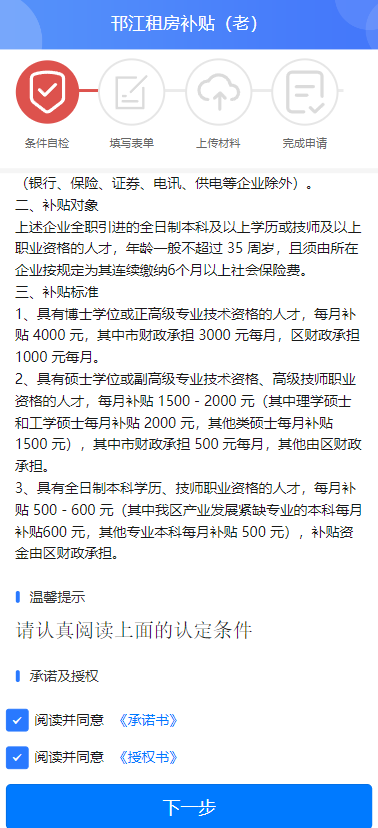 邗江租房补贴（老）
条件自检
填写表单
上传材料
完成申请
（银行、保险、证券、电讯、供电等企业除外）。
二、补贴对象
上述企业全职引进的全日制本科及以上学历或技师及以上
职业资格的人才，年龄一般不超过 35 周岁，且须由所在
企业按规定为其连续缴纳6个月以上社会保险费。
三、补贴标准
1、具有博士学位或正高级专业技术资格的人才，每月补
贴 4000 元，其中市财政承担 3000 元每月，区财政承担
1000 元每月。
2、具有硕士学位或副高级专业技术资格、高级技师职业
资格的人才，每月补贴 1500－2000 元（其中理学硕士
和工学硕士每月补贴 2000 元，其他类硕士每月补贴
1500 元），其中市财政承担 500 元每月，其他由区财政
承担。
3、具有全日制本科学历、技师职业资格的人才，每月补
贴 500－600 元（其中我区产业发展紧缺专业的本科每月
补贴600 元，其他专业本科每月补贴 500 元），补贴资
金由区财政承担。
温馨提示
请认真阅读上面的认定条件
承诺及授权
阅读并同意 《承诺书》
阅读并同意 《授权书》
下一步